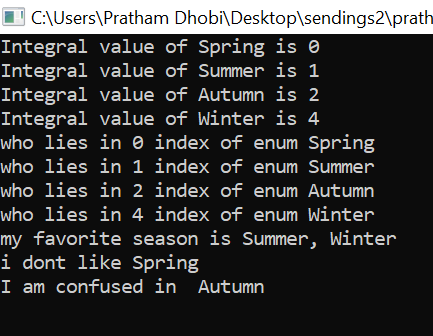 C:\Users\Pratham Dhobi\Desktop\sendings2\prath
Integral value of Spring is 0
Integral value of Summer is 1
Integral value of Autumn is 2
Integral value of Winter is 4
who lies in 0 index of enum Spring
who lies in 1 index of enum Summer
who lies in 2 index of enum Autumn
who lies in 4 index of enum Winter
my favorite season is Summer, Winter
i dont like Spring
I am confused in  Autumn